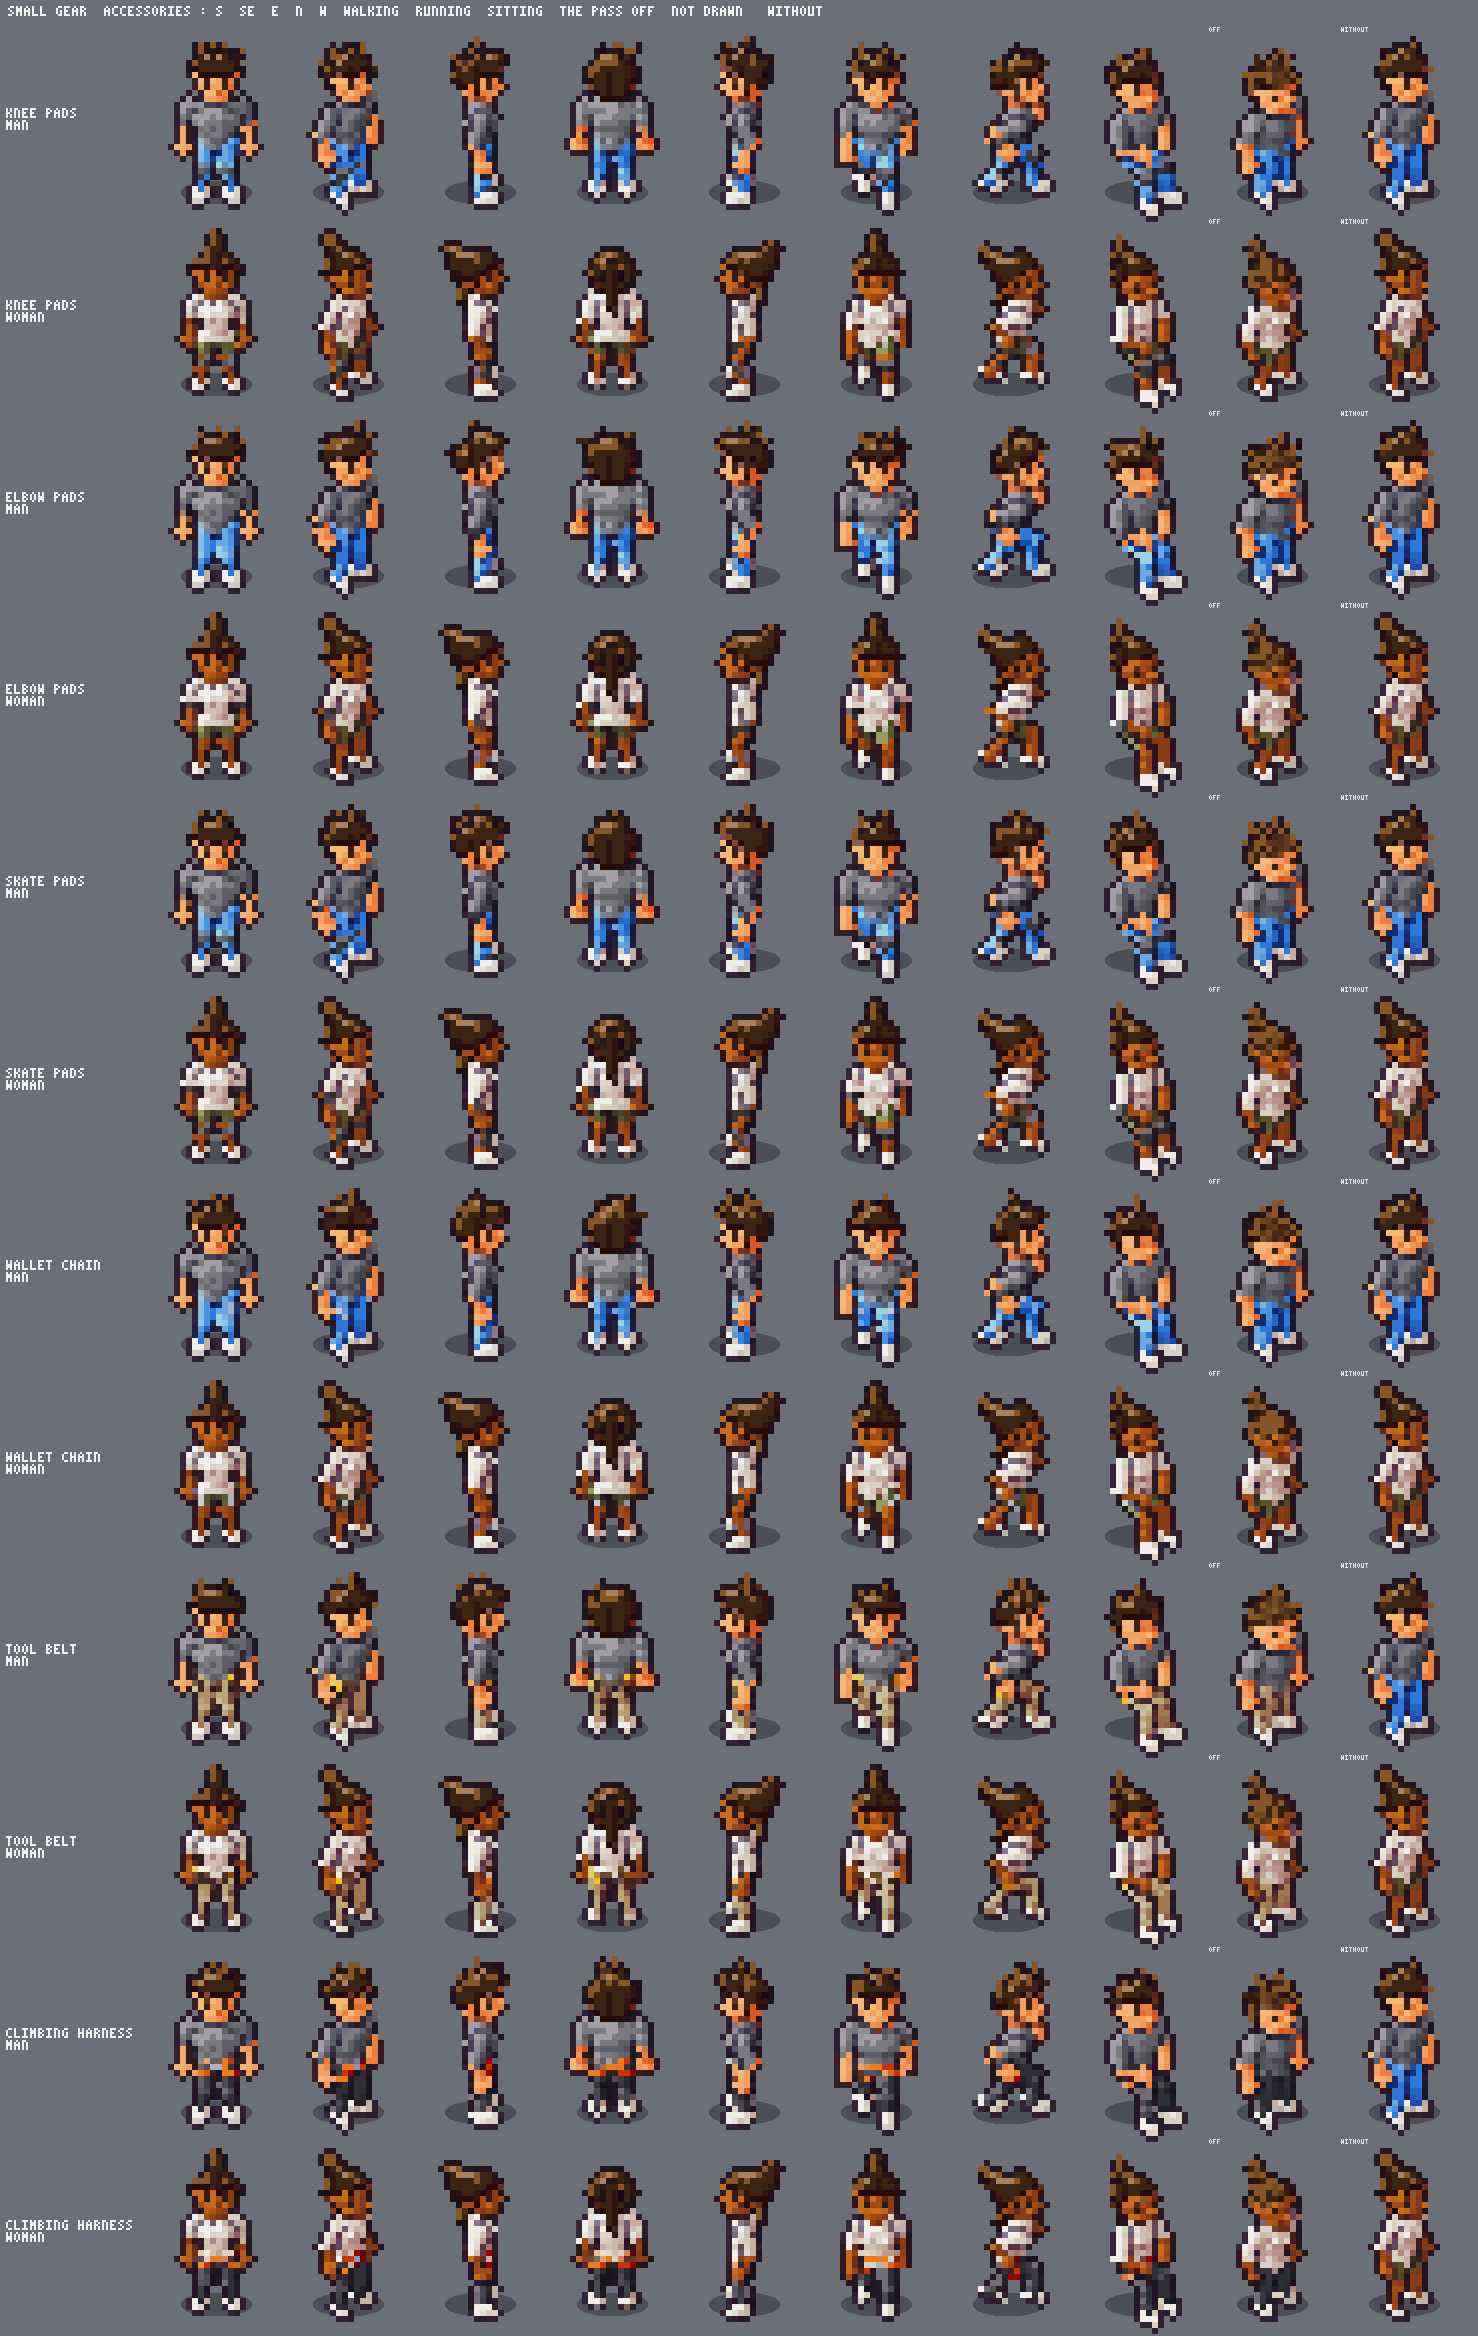 SMALL GEAR ACCESSORIES : S SE E N W WALKING RUNNING SITTING THE PASS OFF NOT DRAWN WITHOUT
OFF WITHOUT
KNEE PADS
MAN
OFF WITHOUT
KNEE PADS
WOMAN
OFF WITHOUT
ELBOW PADS
MAN
OFF WITHOUT
ELBOW PADS
WOMAN
OFF WITHOUT
SKATE PADS
MAN
OFF WITHOUT
SKATE PADS
WOMAN
OFF WITHOUT
WALLET CHAIN
MAN
OFF WITHOUT
WALLET CHAIN
WOMAN
OFF WITHOUT
TOOL BELT
MAN
OFF WITHOUT
TOOL BELT
WOMAN
OFF WITHOUT
CLIMBING HARNESS
MAN
OFF WITHOUT
CLIMBING HARNESS
WOMAN